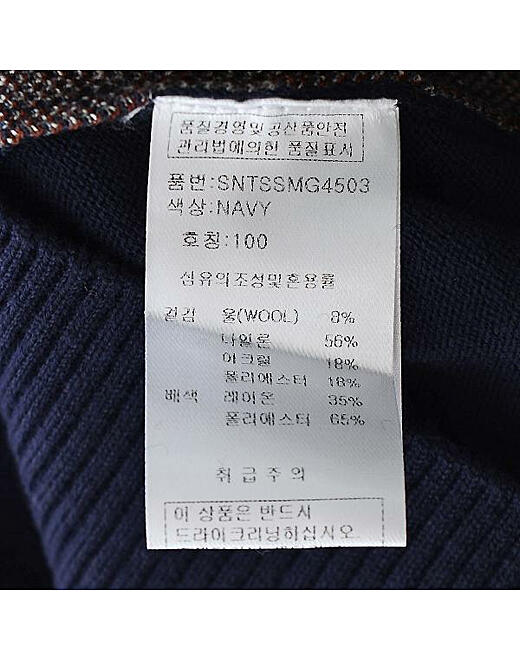 품질경영및공산품안전
관리법에의한 품질표시
품번:SNTSSMG4503
색상:NAVY
호칭:100
섬유의조성및혼용률
겉감 울(WOOL) 8%
나일론 56%
아크릴 18%
폴리에스터 18%
배색 레이온 35%
폴리에스터 65%
취급주의
이 상품은 반드시
드라이크리닝하십시오.